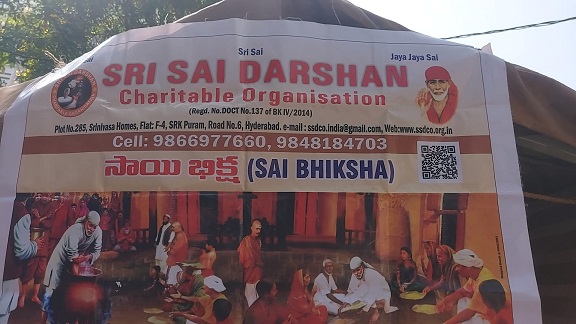 Sri Sai
Jaya Jaya Sai
SRI SAI DARSHAN
Charitable Organisation
(Regd. No.DOCT No.137 of BK IV/2014)
Plot No.285, Srinivasa Homes, Flat: F-4, SRK Puram, Road No.6, Hyderabad. e-mail : ssdco.india@gmail.com, Web:www.ssdco.org.in
Cell: 9866977660, 9848184703
సాయి భిక్ష (SAI BHIKSHA)